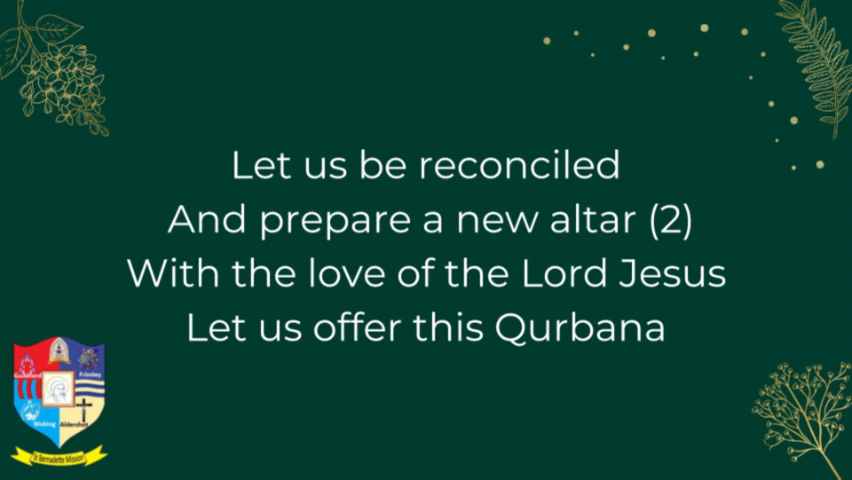 Let us be reconciled
And prepare a new altar (2)
With the love of the Lord Jesus
Let us offer this Qurbana
Guildford
Frimley
Woking
Aldershot
St Bernadette Mission